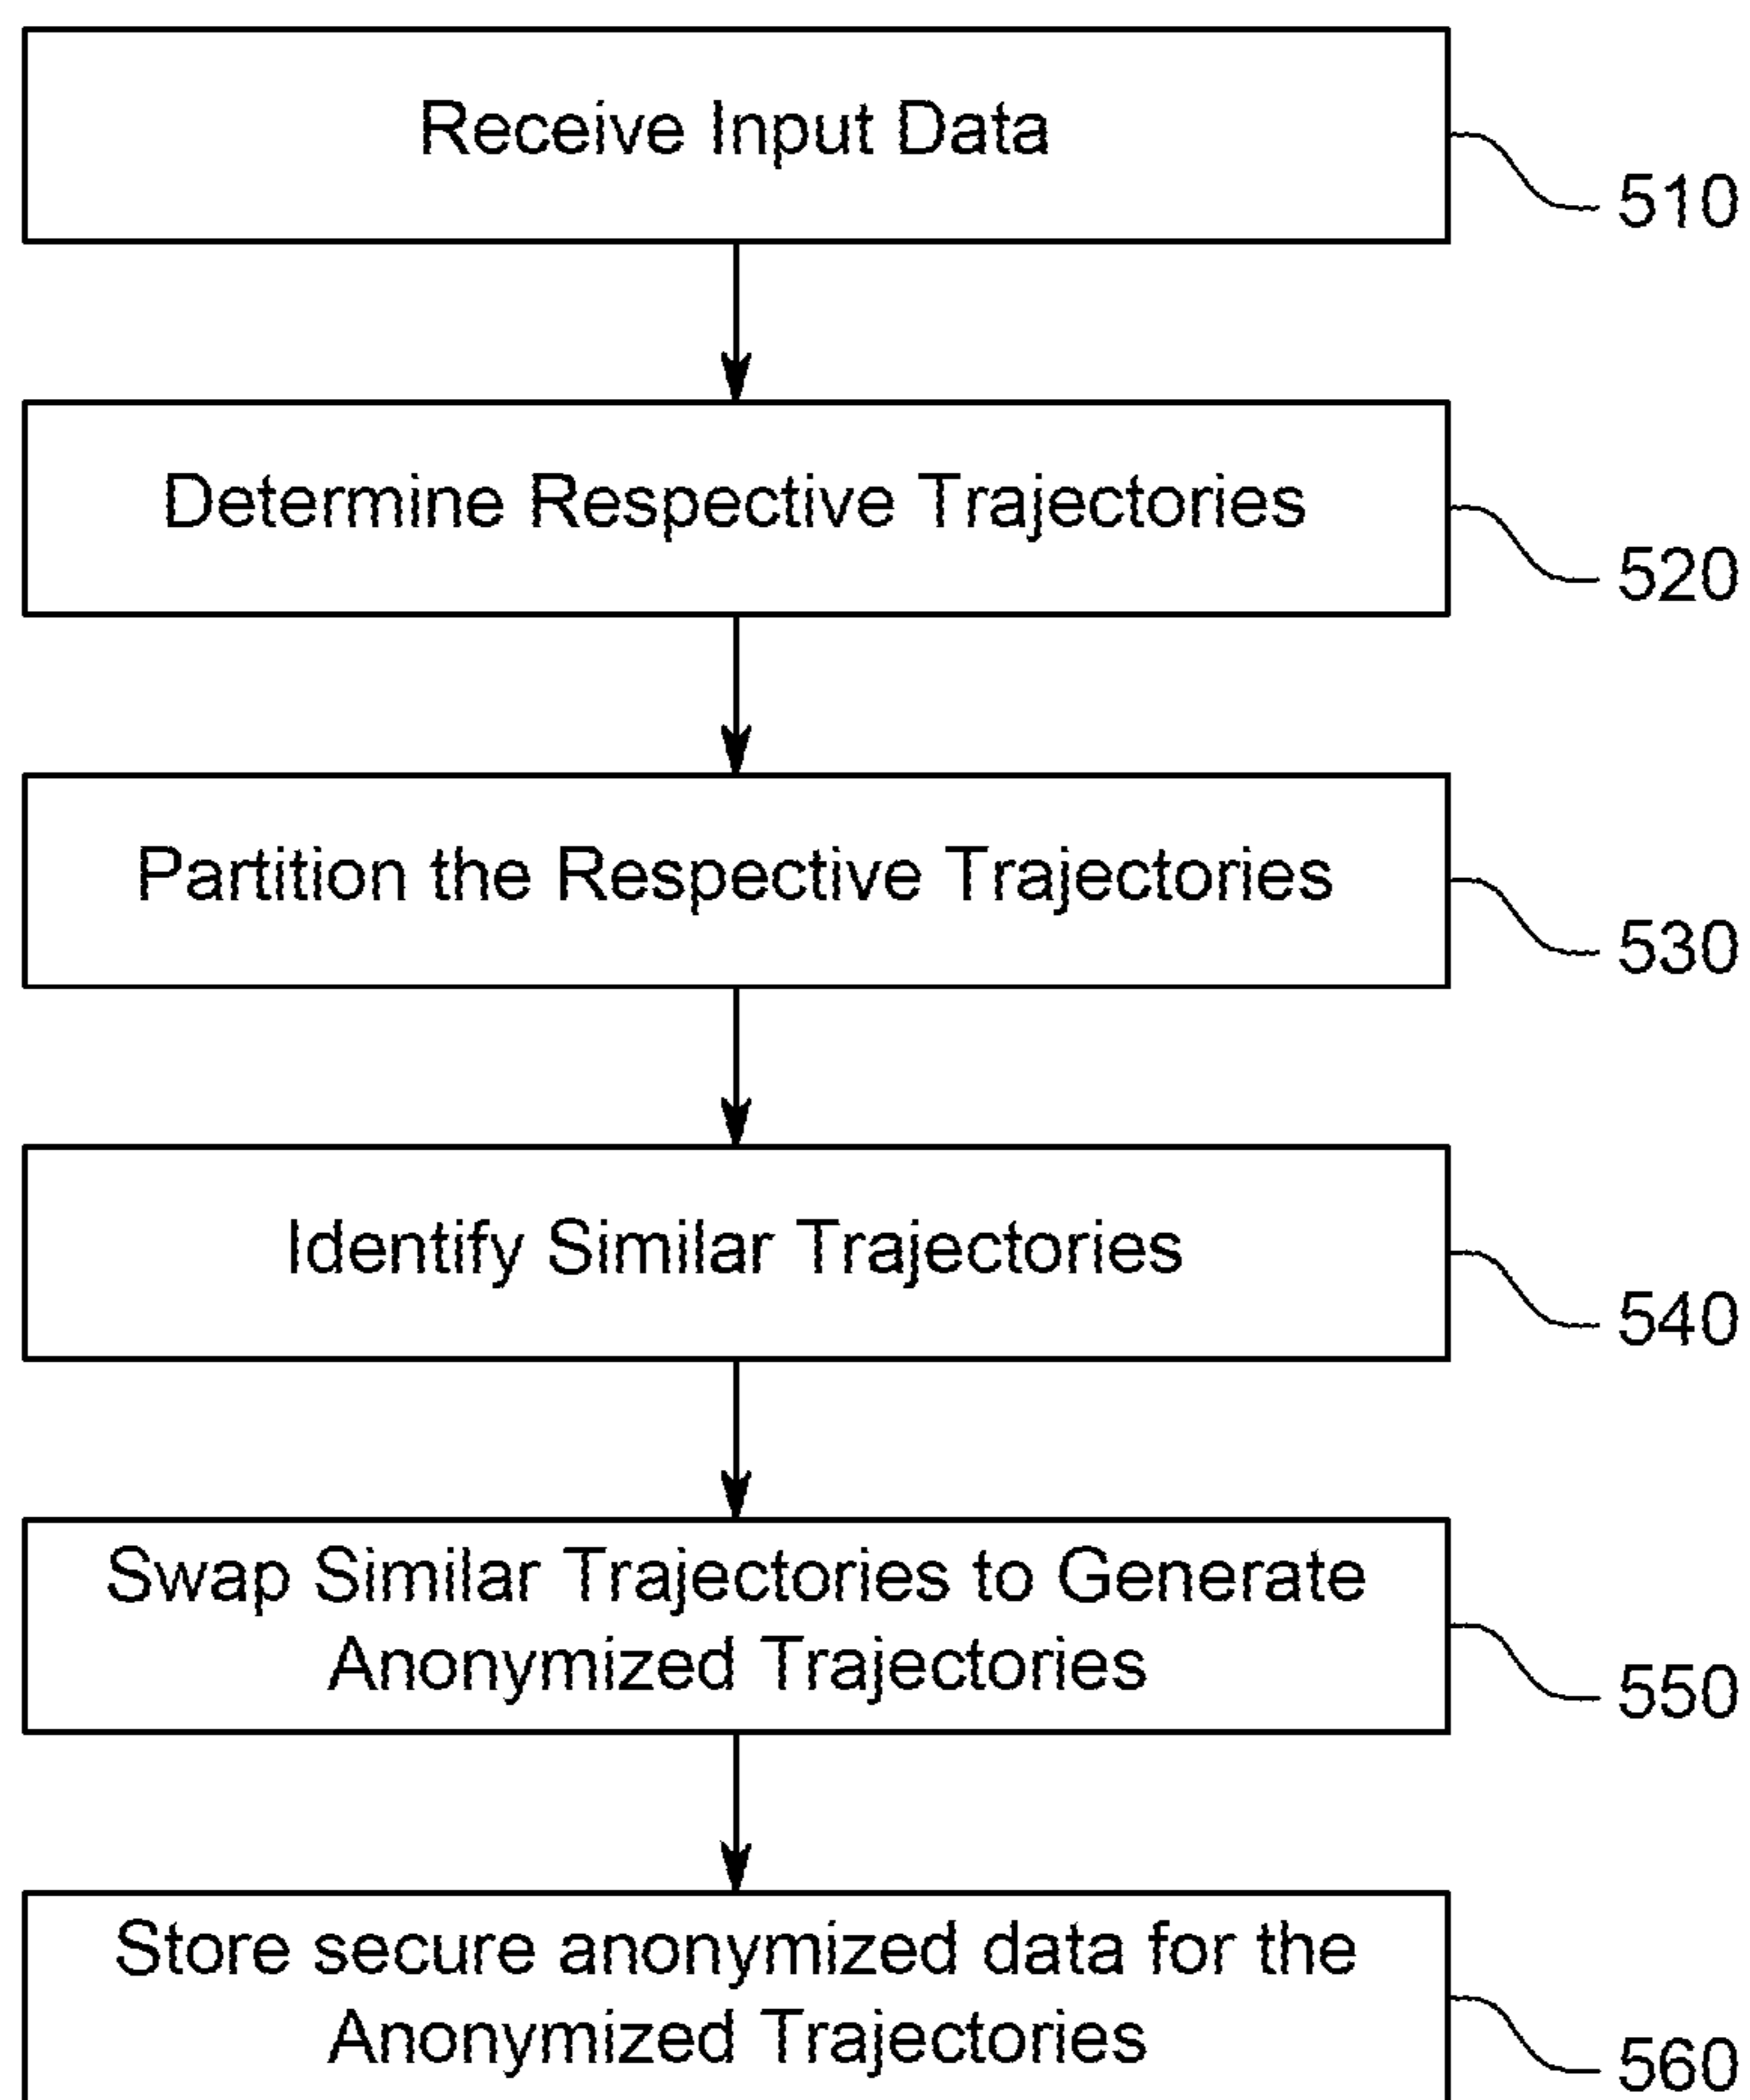 Receive Input Data
510
Determine Respective Trajectories
520
Partition the Respective Trajectories
530
Identify Similar Trajectories
540
Swap Similar Trajectories to Generate
Anonymized Trajectories
550
Store secure anonymized data for the
Anonymized Trajectories
560